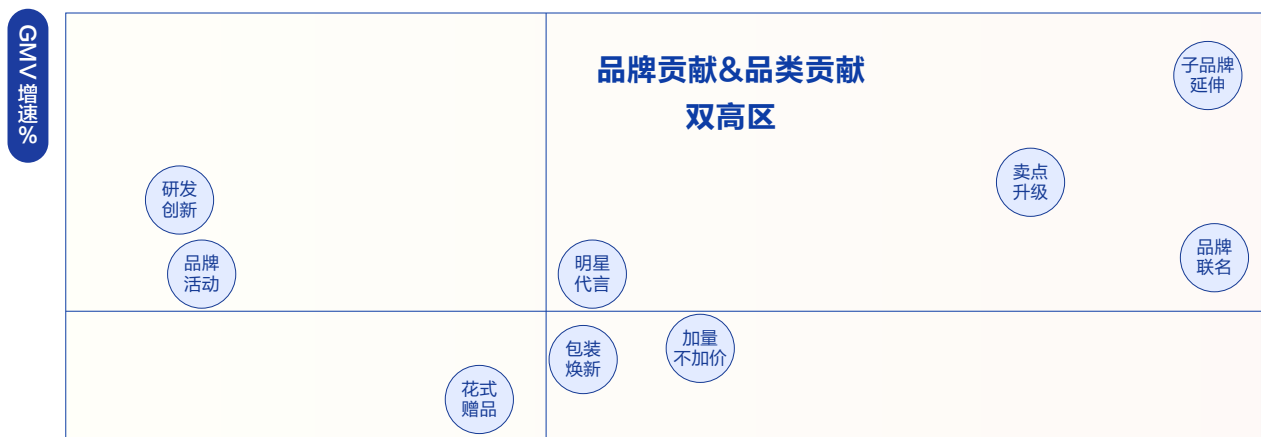 GMV 增速%
品牌贡献&品类贡献
双高区
子品牌
延伸
卖点
升级
研发
创新
品牌
联名
品牌
活动
明星
代言
加量
不加价
包装
焕新
花式
赠品